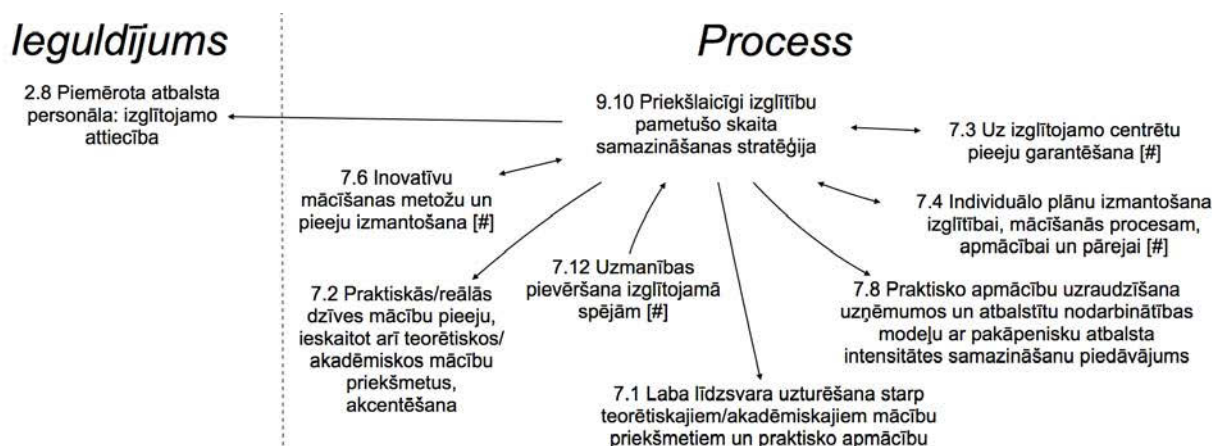 Ieguldījums
Process
2.8 Piemērota atbalsta
personāla: izglītojamo
attiecība
9.10 Priekšlaicīgi izglītību
pametušo skaita
samazināšanas stratēģija
7.3 Uz izglītojamo centrētu
pieeju garantēšana [#]
7.6 Inovatīvu
mācīšanas metožu un
pieeju izmantošana [#]
7.4 Individuālo plānu izmantošana
izglītībai, mācīšanās procesam,
apmācībai un pārejai [#]
7.12 Uzmanības
pievēršana izglītojamā
spējām [#]
7.2 Praktiskās/reālās
dzīves mācību pieeju,
ieskaitot arī teorētiskos/
akadēmiskos mācību
priekšmetus,
akcentēšana
7.8 Praktisko apmācību uzraudzīšana
uzņēmumos un atbalstītu nodarbinātības
modeļu ar pakāpenisku atbalsta
intensitātes samazināšanu piedāvājums
7.1 Laba līdzsvara uzturēšana starp
teorētiskajiem/akadēmiskajiem mācību
priekšmetiem un praktisko apmācību